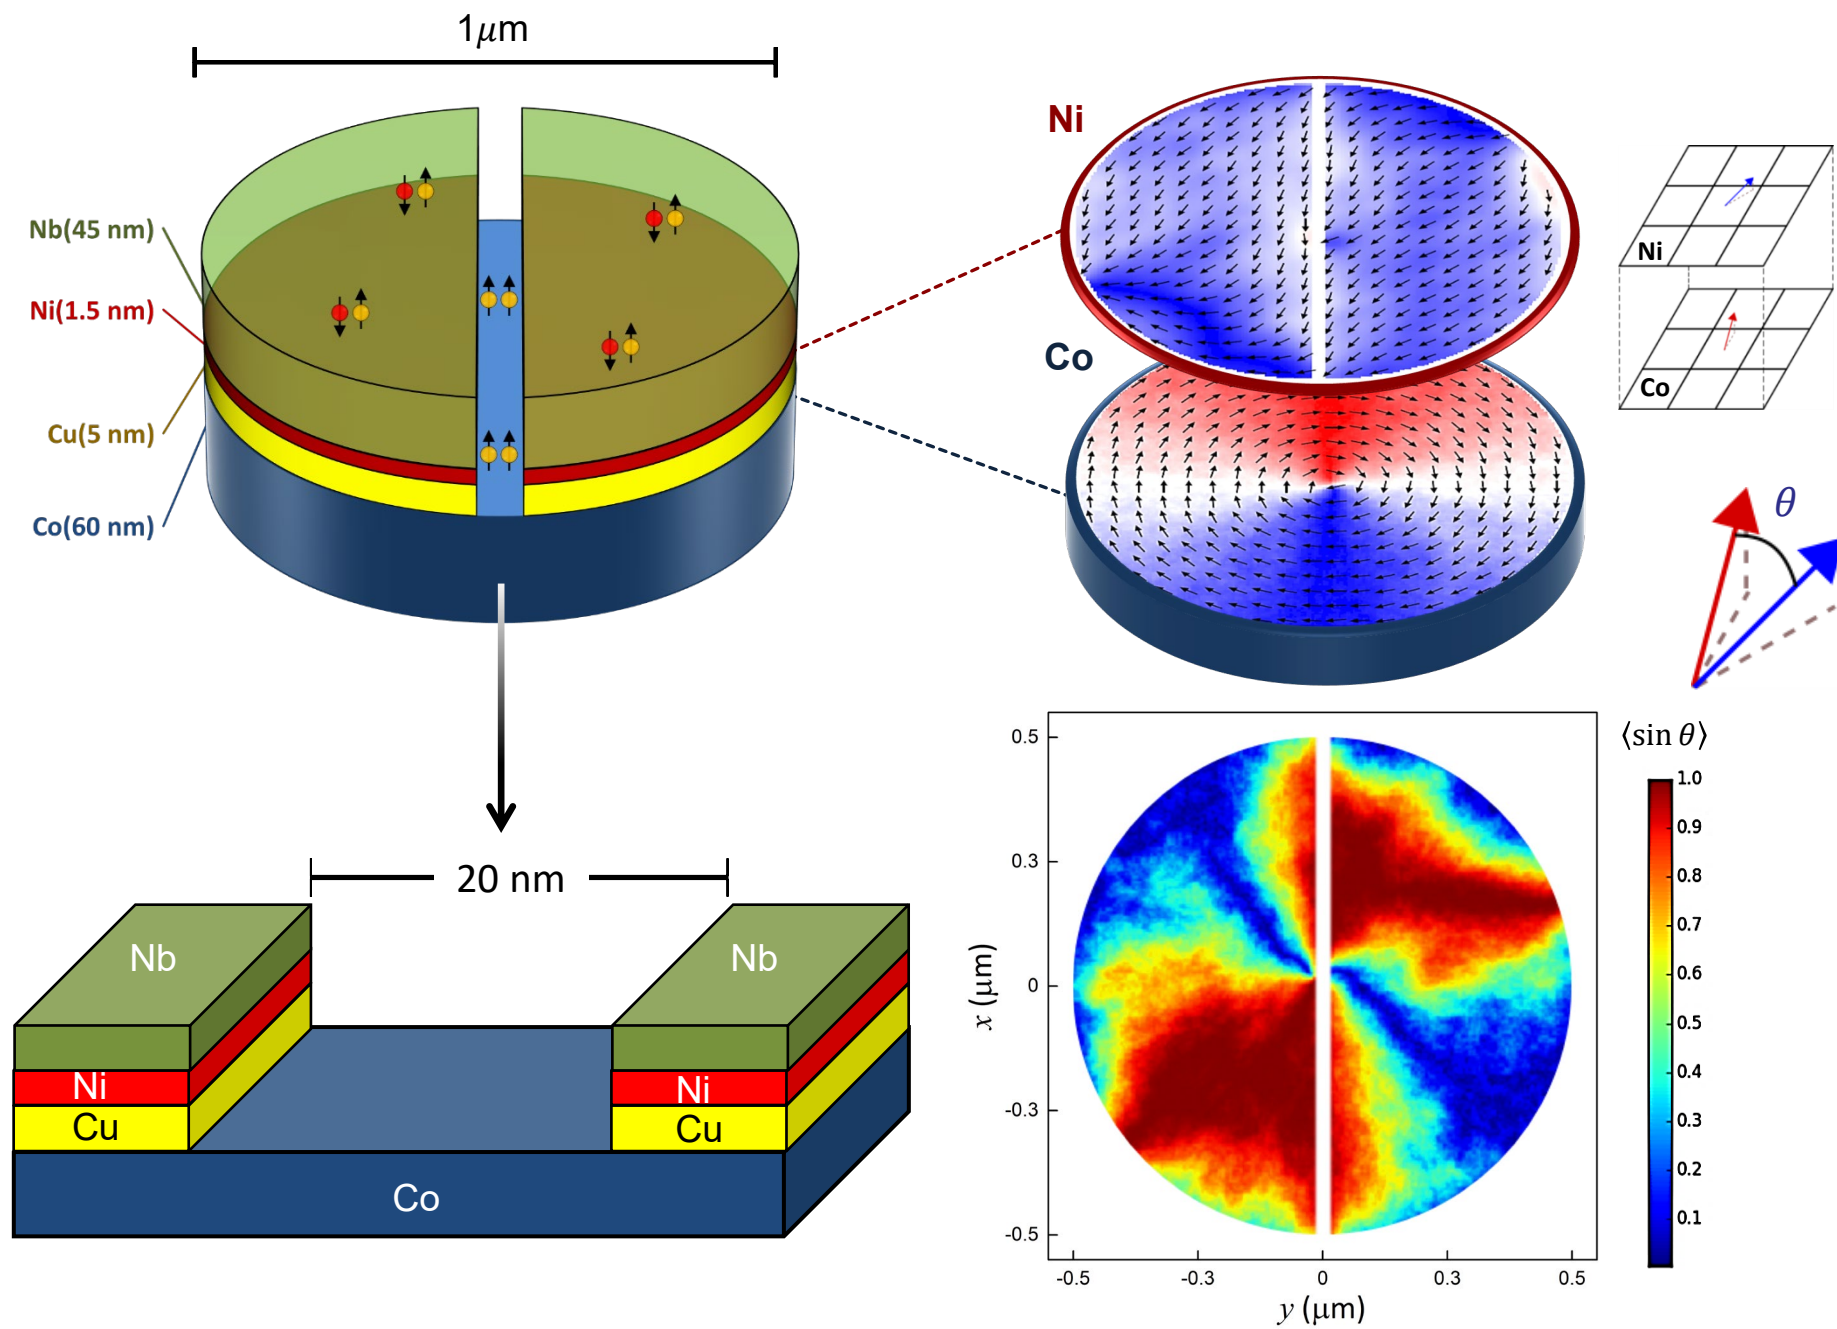 1μm
Nb(45 nm)
Ni(1.5 nm)
Cu(5 nm)
Co(60 nm)
Ni
Co
Ni
Co
θ
20 nm
Nb
Nb
Ni
Ni
Cu
Cu
Co
⟨sin θ⟩
1.0
0.9
0.8
0.7
0.6
0.5
0.4
0.3
0.2
0.1
0.5
0.3
0
-0.3
-0.5
x (μm)
-0.5
-0.3
0
0.3
0.5
y (μm)